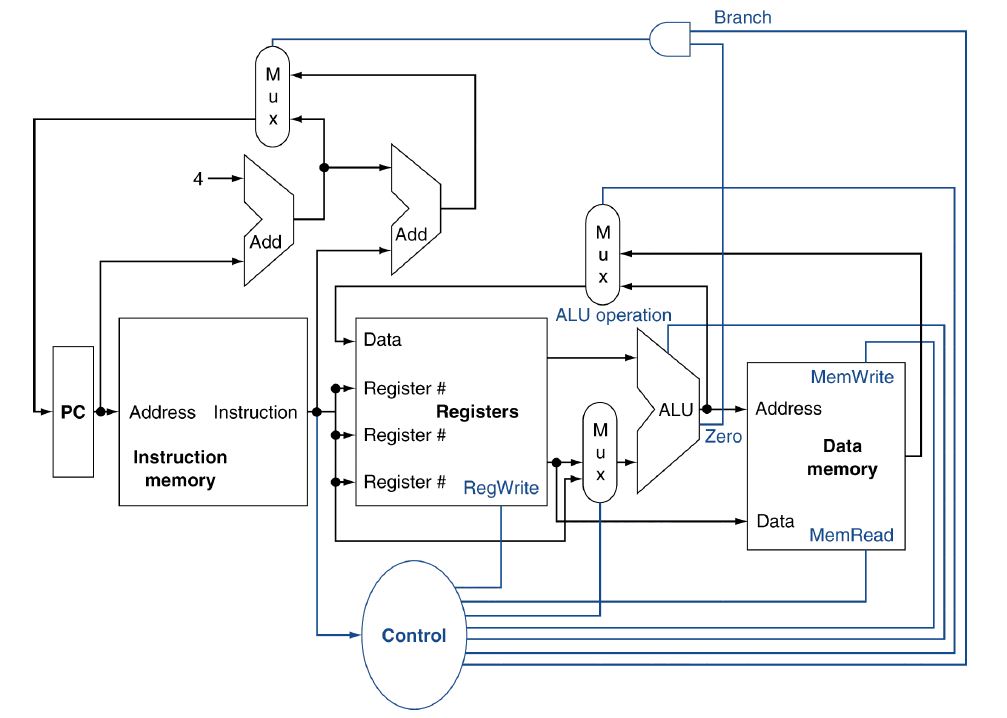 Branch
M
u
x
4
Add
Add
M
u
x
ALU operation
Data
Register #
Registers
Register #
Register #
RegWrite
PC
Address
Instruction
Instruction
memory
M
u
x
ALU
Zero
MemWrite
Address
Data
memory
Data
MemRead
Control